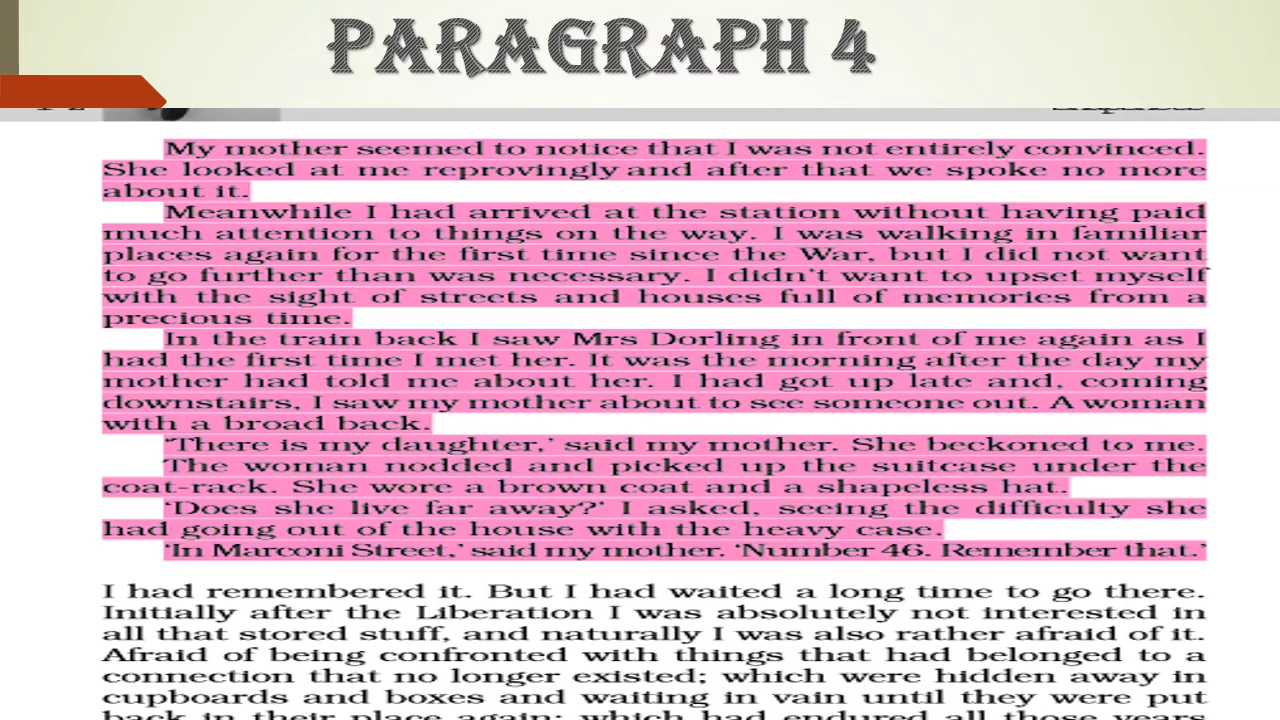 PARAGRAPH 4
My mother seemed to notice that I was not entirely convinced.
She looked at me reprovingly and after that we spoke no more
about it.
Meanwhile I had arrived at the station without having paid
much attention to things on the way. I was walking in familiar
places again for the first time since the War, but I did not want
to go further than was necessary. I didn't want to upset myself
with the sight of streets and houses full of memories from a
precious time.
In the train back I saw Mrs Dorling in front of me again as I
had the first time I met her. It was the morning after the day my
mother had told me about her. I had got up late and, coming
downstairs, I saw my mother about to see someone out. A woman
with a broad back.
‘There is my daughter,’ said my mother. She beckoned to me.
The woman nodded and picked up the suitcase under the
coat-rack. She wore a brown coat and a shapeless hat.
‘Does she live far away?’ I asked, seeing the difficulty she
had going out of the house with the heavy case.
‘In Marconi Street,’ said my mother. ‘Number 46. Remember that.’
I had remembered it. But I had waited a long time to go there.
Initially after the Liberation I was absolutely not interested in
all that stored stuff, and naturally I was also rather afraid of it.
Afraid of being confronted with things that had belonged to a
connection that no longer existed; which were hidden away in
cupboards and boxes and waiting in vain until they were put
back in their place again; which had endured all those years